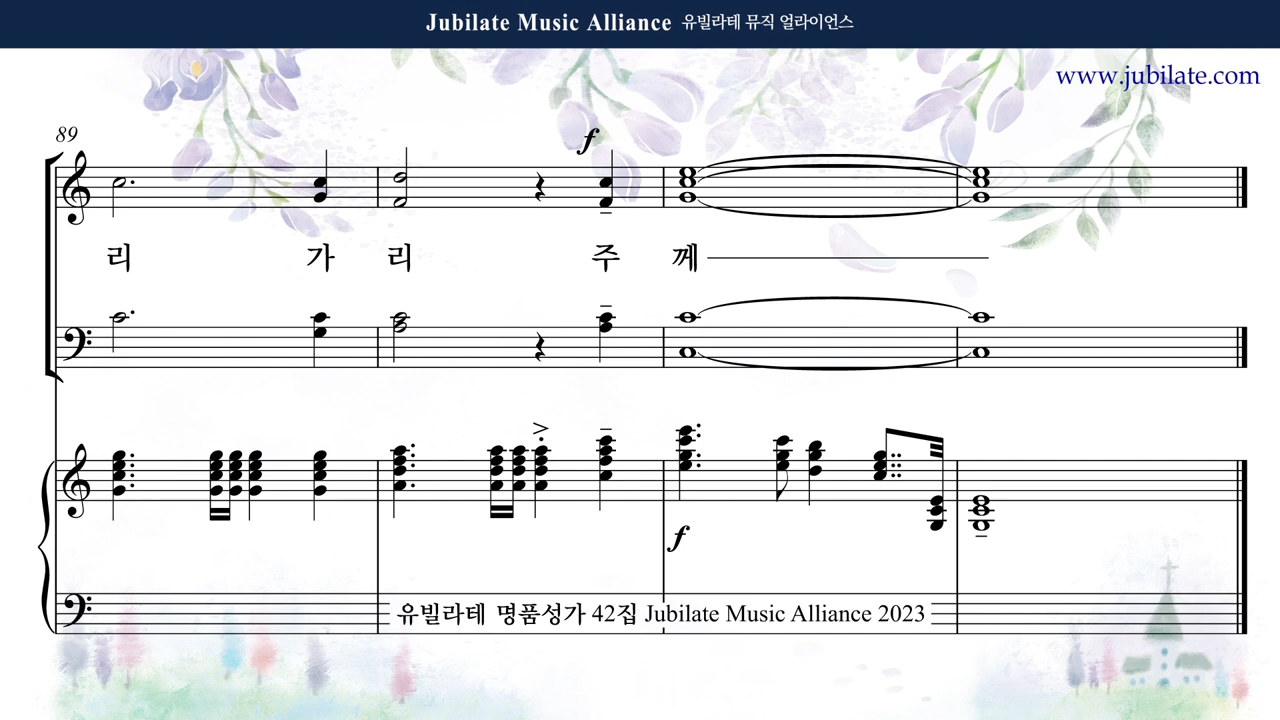 Jubilate Music Alliance 유빌라테 뮤직 얼라이언스
www.jubilate.com
89
f
리 가 리 주 께
f
유빌라테 명품성가 42집 Jubilate Music Alliance 2023